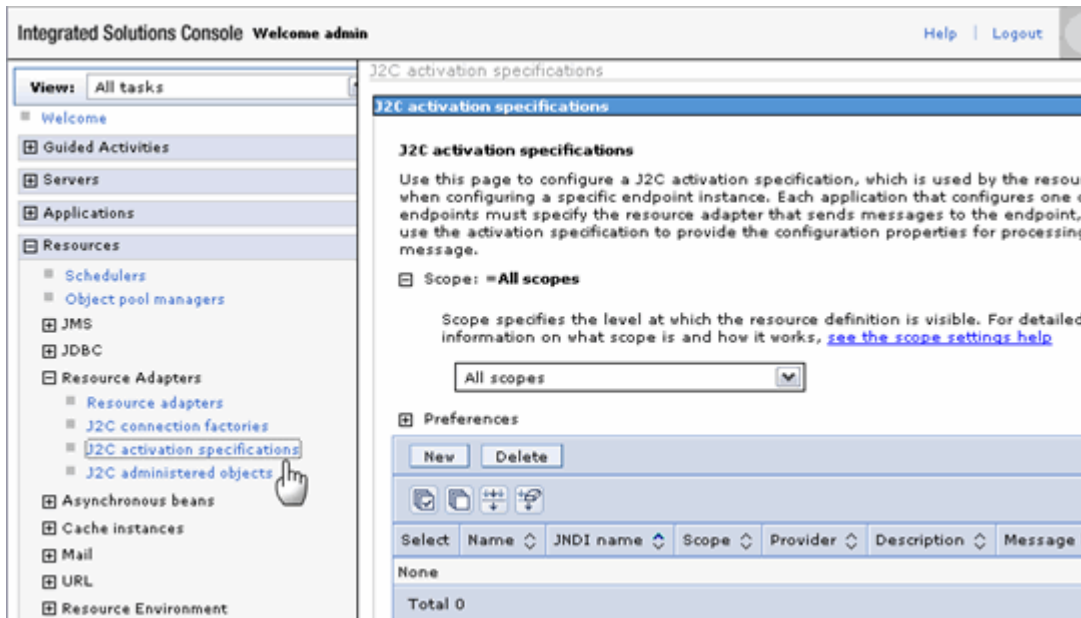 Integrated Solutions Console Welcome admin
Help | Logout
View: All tasks
Welcome
Guided Activities
Servers
Applications
Resources
Schedulers
Object pool managers
JMS
JDBC
Resource Adapters
Resource adapters
J2C connection factories
J2C activation specifications
J2C administered objects
Asynchronous beans
Cache instances
Mail
URL
Resource Environment
J2C activation specifications
J2C activation specifications
J2C activation specifications
Use this page to configure a J2C activation specification, which is used by the resou
when configuring a specific endpoint instance. Each application that configures one
endpoints must specify the resource adapter that sends messages to the endpoint,
use the activation specification to provide the configuration properties for processing
message.
Scope: =All scopes
Scope specifies the level at which the resource definition is visible. For detailed
information on what scope is and how it works, see the scope settings help
All scopes
Preferences
New Delete
Select Name JNDI name Scope Provider Description Message
None
Total 0